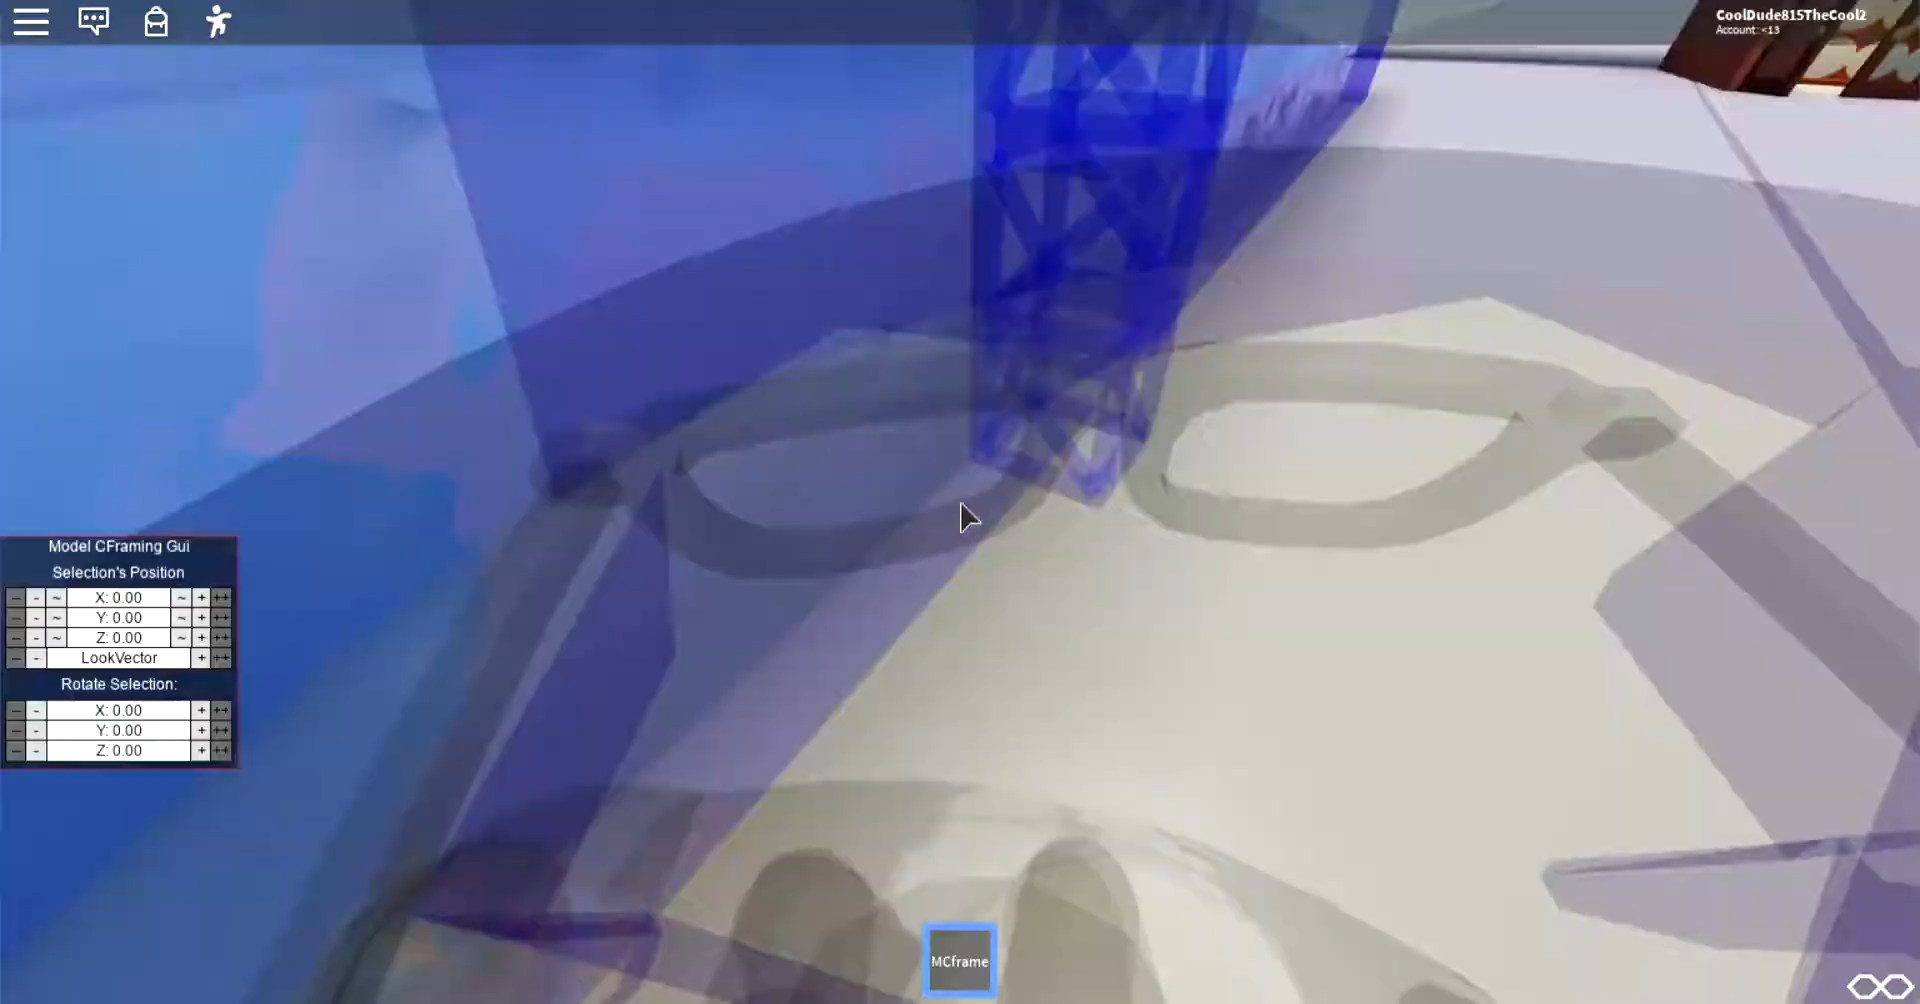 CoolDude815TheCool2
Account: <13
Model CFraming Gui
Selection's Position
-- - ~ X: 0.00 ~ + ++
-- - ~ Y: 0.00 ~ + ++
-- - ~ Z: 0.00 ~ + ++
-- - LookVector + ++
Rotate Selection:
-- - X: 0.00 + ++
-- - Y: 0.00 + ++
-- - Z: 0.00 + ++
MCframe